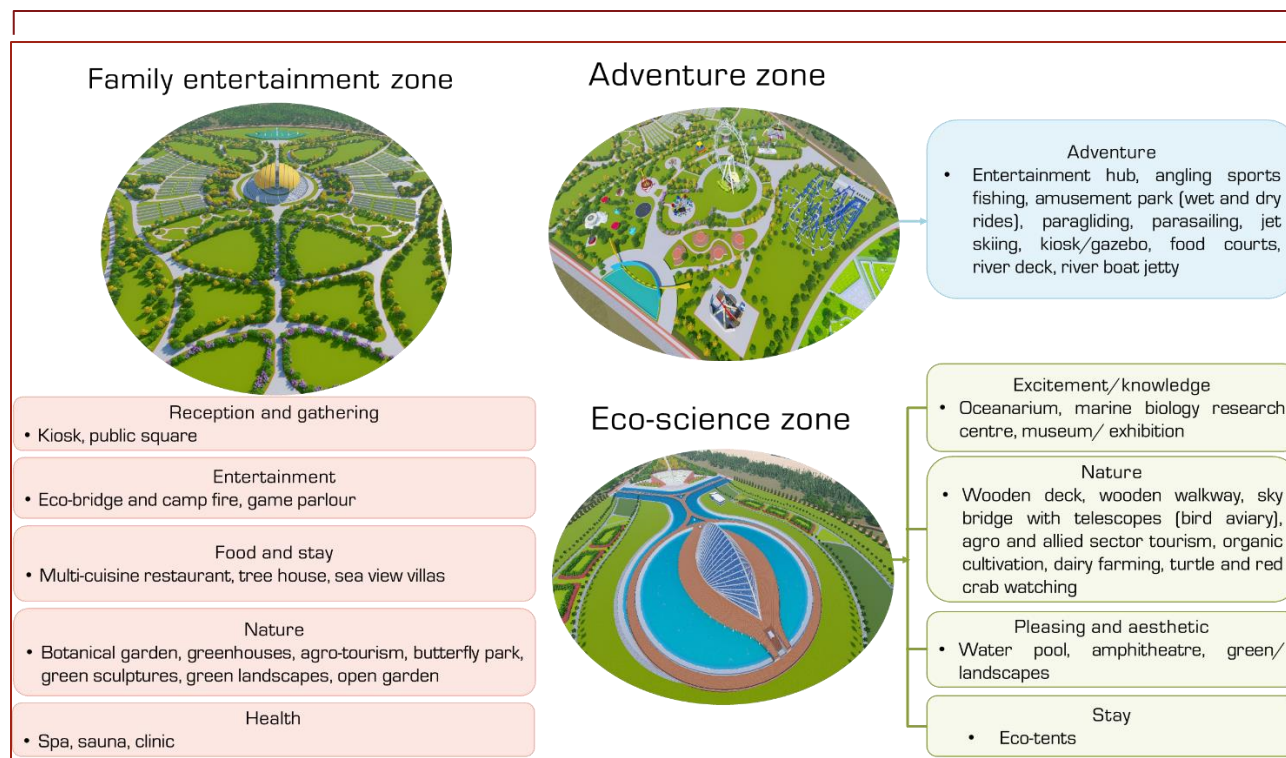 Family entertainment zone
Reception and gathering
• Kiosk, public square
Entertainment
• Eco-bridge and camp fire, game parlour
Food and stay
• Multi-cuisine restaurant, tree house, sea view villas
Nature
• Botanical garden, greenhouses, agro-tourism, butterfly park,
green sculptures, green landscapes, open garden
Health
• Spa, sauna, clinic
Adventure zone
Adventure
• Entertainment hub, angling sports
fishing, amusement park (wet and dry
rides), paragliding, parasailing, jet
skiing, kiosk/gazebo, food courts,
river deck, river boat jetty
Eco-science zone
Excitement/knowledge
• Oceanarium, marine biology research
centre, museum/ exhibition
Nature
• Wooden deck, wooden walkway, sky
bridge with telescopes (bird aviary),
agro and allied sector tourism, organic
cultivation, dairy farming, turtle and red
crab watching
Pleasing and aesthetic
• Water pool, amphitheatre, green/
landscapes
Stay
• Eco-tents